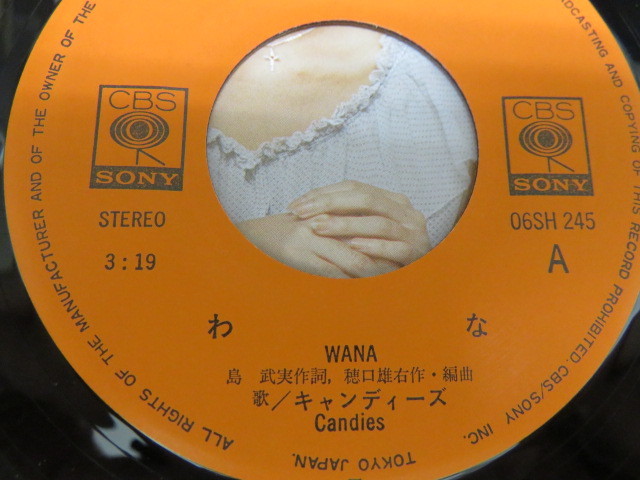 CBS
SONY
CBS
SONY
STEREO
06SH 245
3:19
A
わな
WANA
島 武実作詞, 穂口雄右作・編曲
歌／キャンディーズ
Candies
ALL RIGHTS OF THE MANUFACTURER AND OF THE OWNER OF THE
BROADCASTING AND COPYING OF THIS RECORD PROHIBITED. CBS/SONY INC.
TOKYO JAPAN.